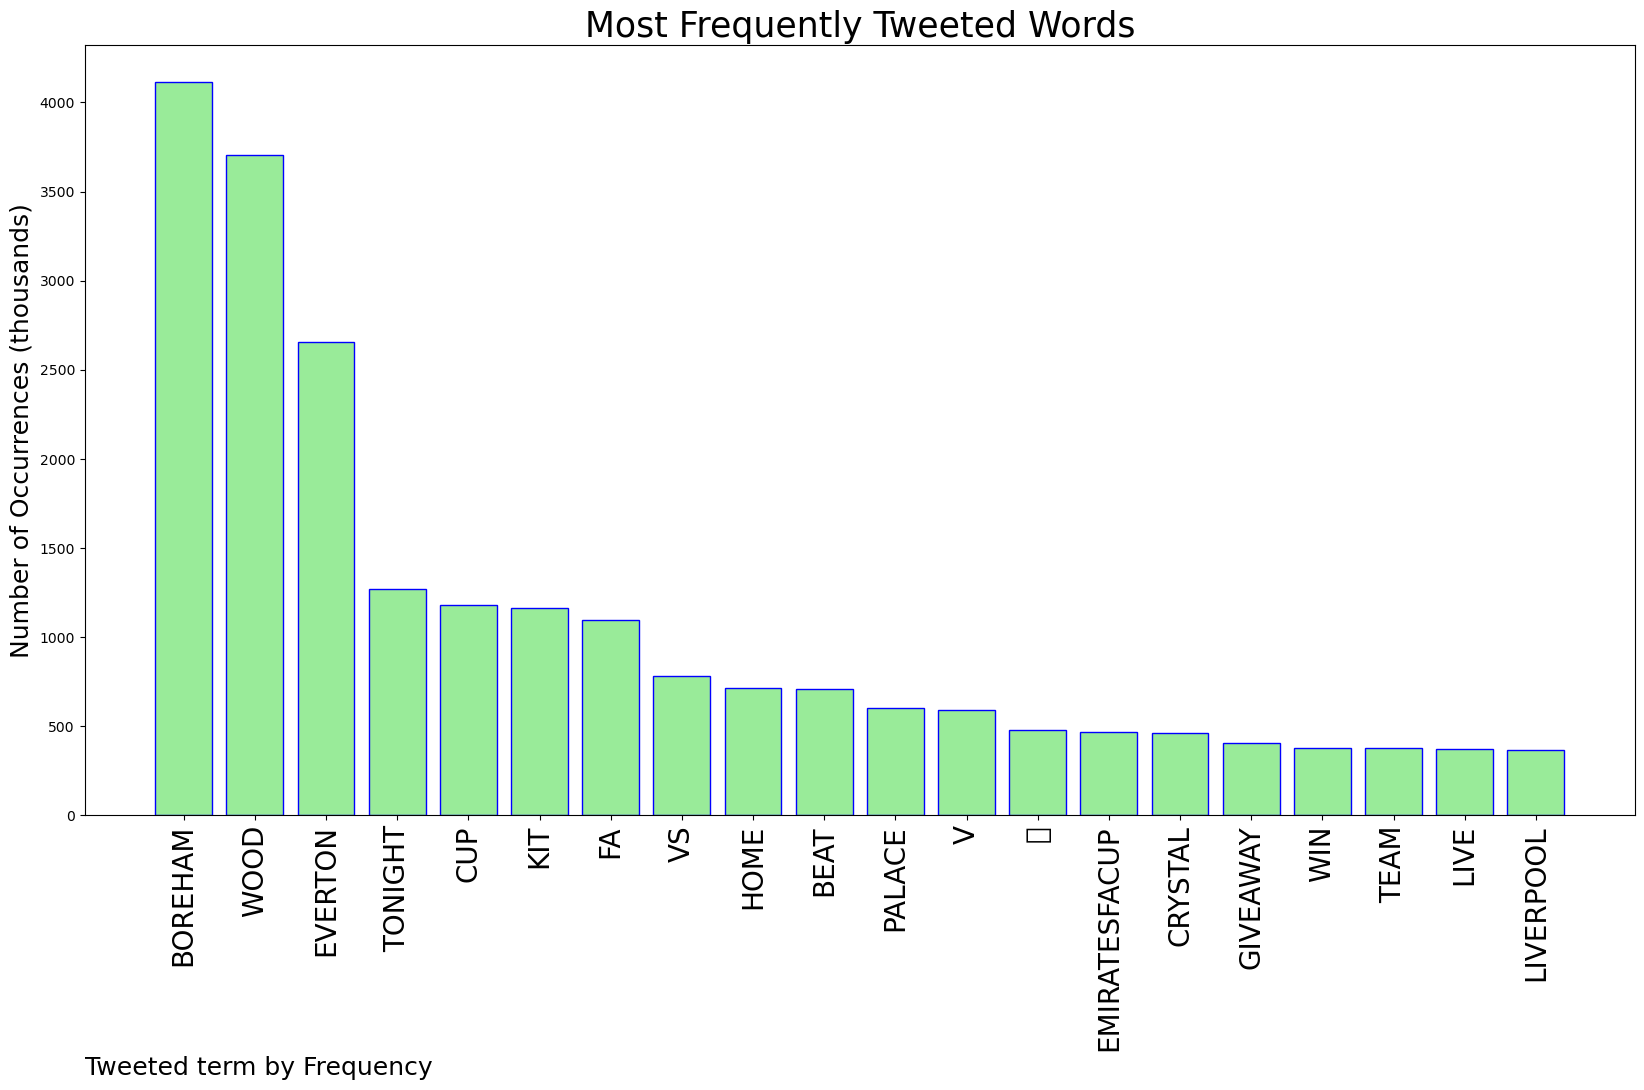 Most Frequently Tweeted Words
Number of Occurrences (thousands)
4000
3500
3000
2500
2000
1500
1000
500
0
BOREHAM
WOOD
EVERTON
TONIGHT
CUP
KIT
FA
VS
HOME
BEAT
PALACE
V
EMIRATESFACUP
CRYSTAL
GIVEAWAY
WIN
TEAM
LIVE
LIVERPOOL
Tweeted term by Frequency